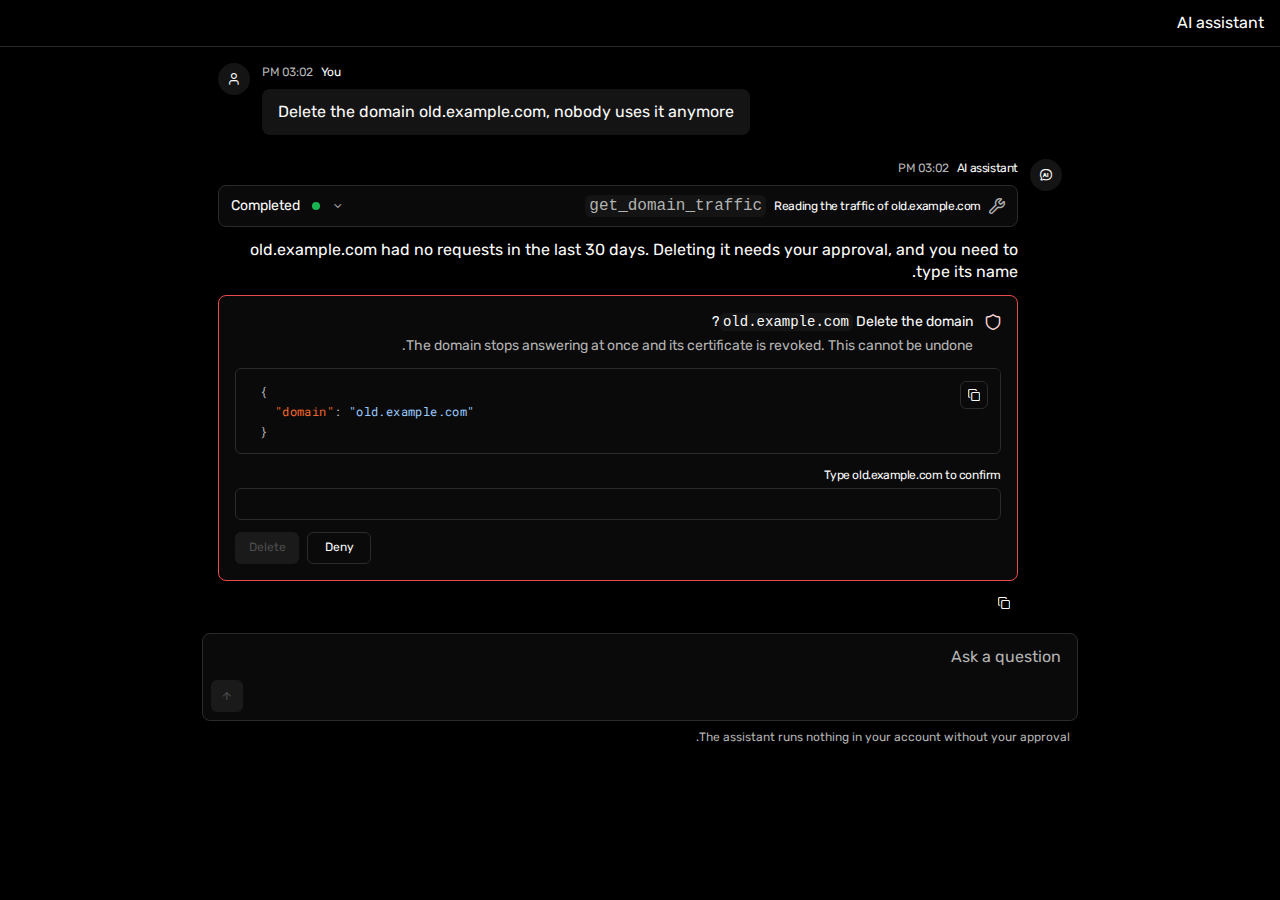 AI assistant
PM 03:02 You
Delete the domain old.example.com, nobody uses it anymore
PM 03:02 AI assistant
Completed get_domain_traffic Reading the traffic of old.example.com
old.example.com had no requests in the last 30 days. Deleting it needs your approval, and you need to
.type its name
? old.example.com Delete the domain
.The domain stops answering at once and its certificate is revoked. This cannot be undone
{
"domain": "old.example.com"
}
Type old.example.com to confirm
Delete Deny
Ask a question
.The assistant runs nothing in your account without your approval